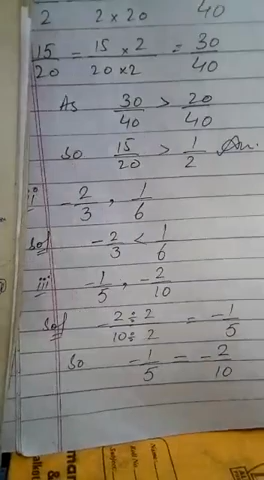 2 2 × 20 40
15/20 = 15 × 2/20 × 2 = 30/40
As 30/40 > 20/40
So 15/20 > 1/2 Ans.
ii -2/3 , 1/6
Sol -2/3 < 1/6
iii -1/5 , -2/10
Sol -2 ÷ 2/10 ÷ 2 = -1/5
So -1/5 = -2/10
Roll No.